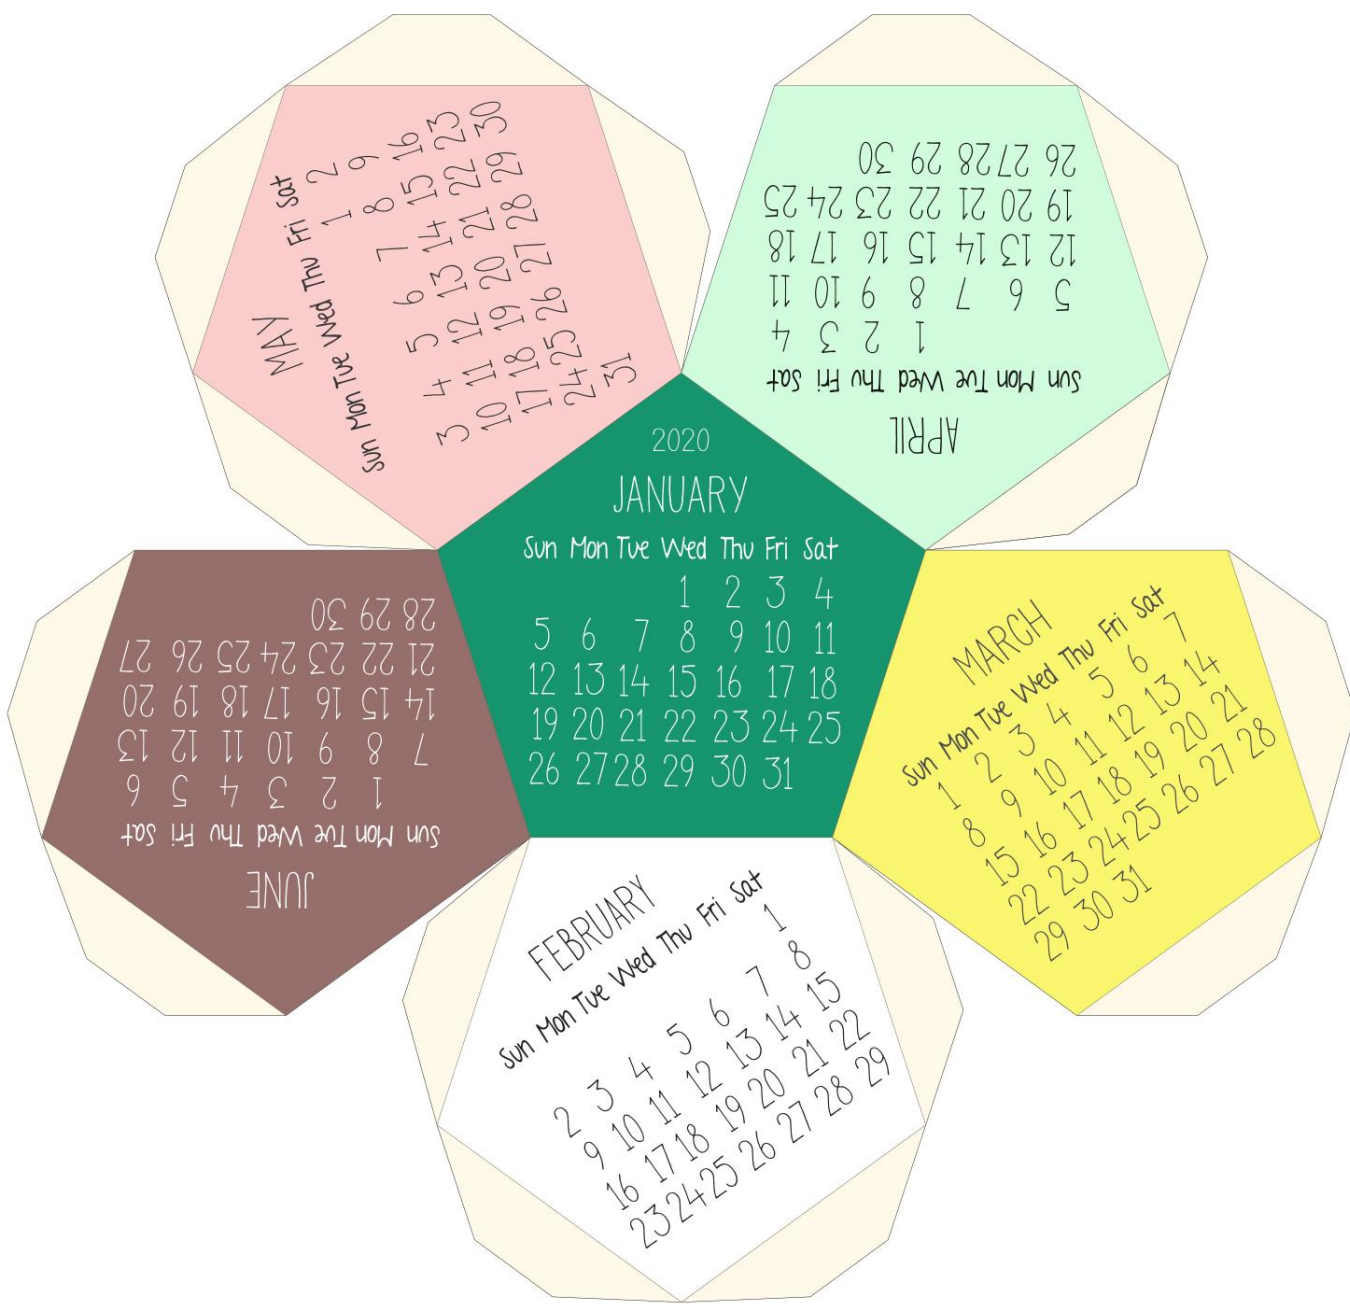 2020
JANUARY
Sun Mon Tue Wed Thu Fri Sat
1 2 3 4
5 6 7 8 9 10 11
12 13 14 15 16 17 18
19 20 21 22 23 24 25
26 27 28 29 30 31
FEBRUARY
Sun Mon Tue Wed Thu Fri Sat
1
2 3 4 5 6 7 8
9 10 11 12 13 14 15
16 17 18 19 20 21 22
23 24 25 26 27 28 29
MARCH
Sun Mon Tue Wed Thu Fri Sat
1 2 3 4 5 6 7
8 9 10 11 12 13 14
15 16 17 18 19 20 21
22 23 24 25 26 27 28
29 30 31
APRIL
Sun Mon Tue Wed Thu Fri Sat
1 2 3 4
5 6 7 8 9 10 11
12 13 14 15 16 17 18
19 20 21 22 23 24 25
26 27 28 29 30
MAY
Sun Mon Tue Wed Thu Fri Sat
1 2
3 4 5 6 7 8 9
10 11 12 13 14 15 16
17 18 19 20 21 22 23
24 25 26 27 28 29 30
31
JUNE
Sun Mon Tue Wed Thu Fri Sat
1 2 3 4 5 6
7 8 9 10 11 12 13
14 15 16 17 18 19 20
21 22 23 24 25 26 27
28 29 30